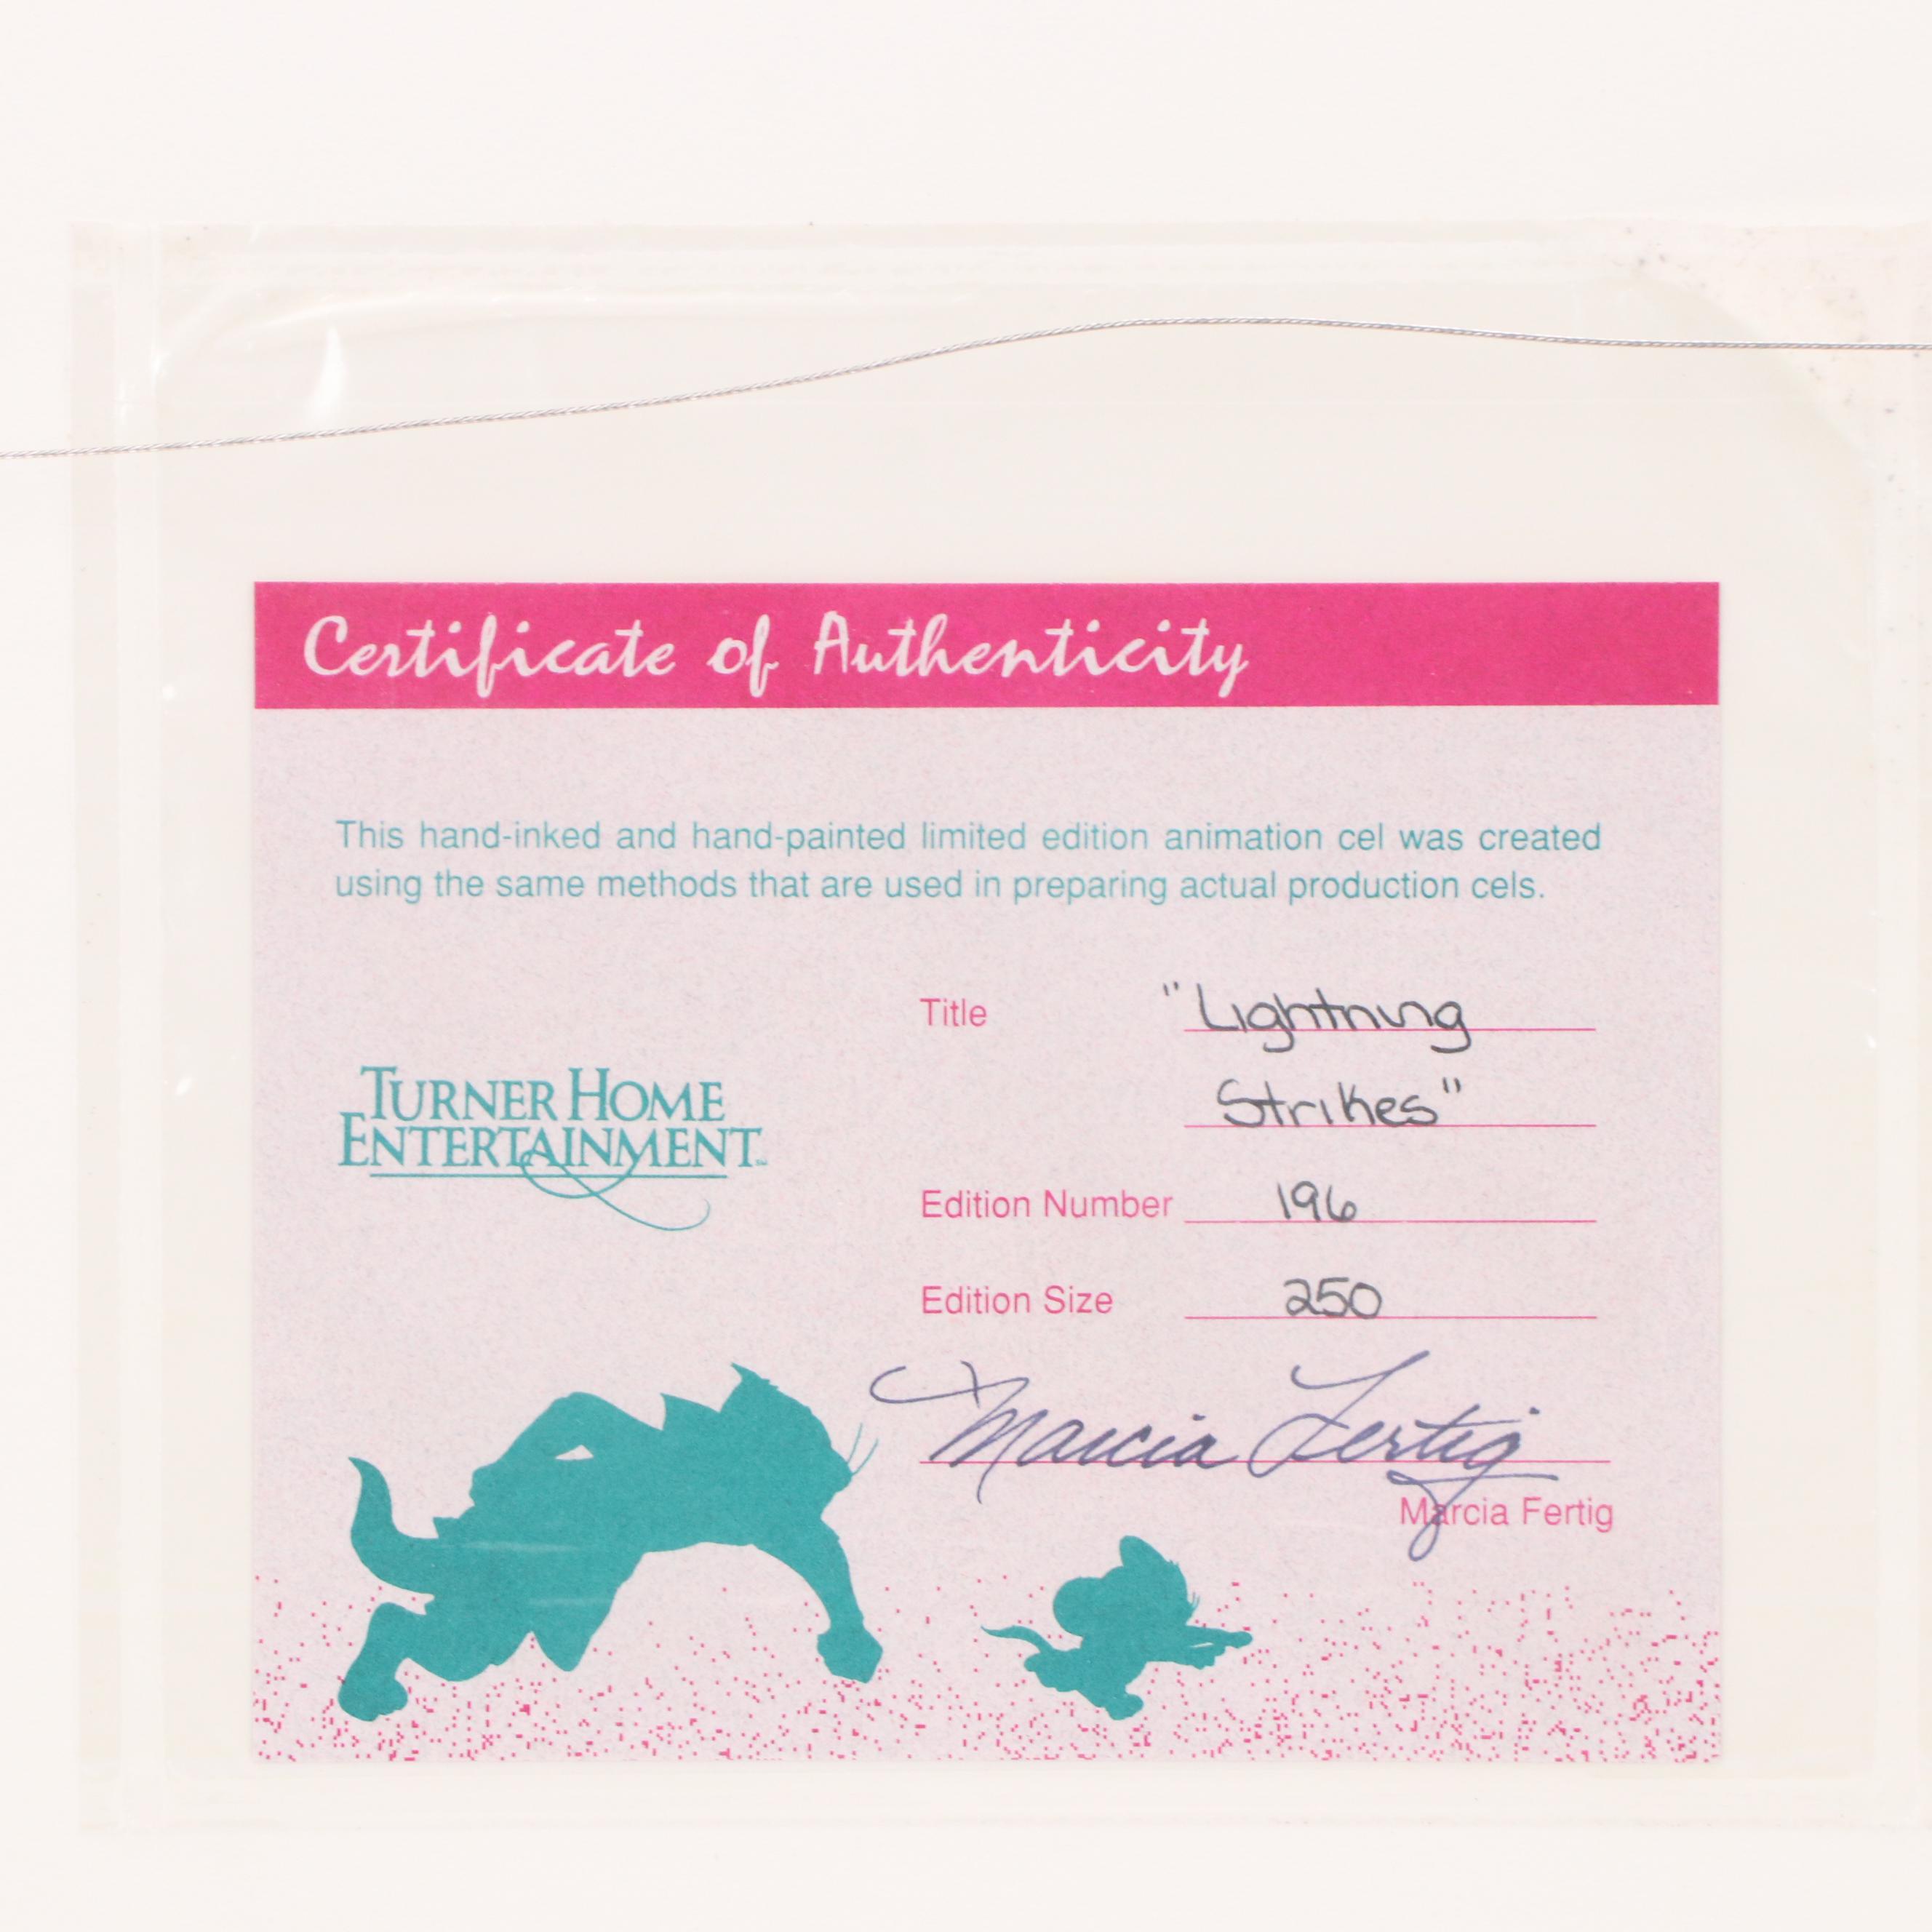 Certificate of Authenticity
This hand-inked and hand-painted limited edition animation cel was created
using the same methods that are used in preparing actual production cels.
Title "Lightning
Strikes"
TURNER HOME
ENTERTAINMENT™
Edition Number 196
Edition Size 250
Marcia Fertig
Marcia Fertig